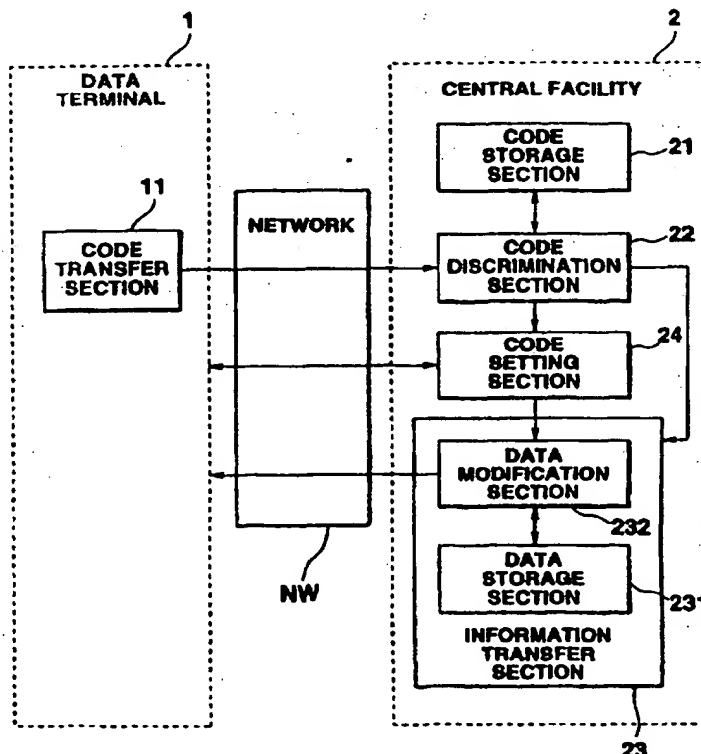 1
DATA
TERMINAL
11
CODE
TRANSFER
SECTION
NETWORK
NW
2
CENTRAL FACILITY
CODE
STORAGE
SECTION
21
CODE
DISCRIMINATION
SECTION
22
CODE
SETTING
SECTION
24
DATA
MODIFICATION
SECTION
232
DATA
STORAGE
SECTION
23
INFORMATION
TRANSFER
SECTION
23